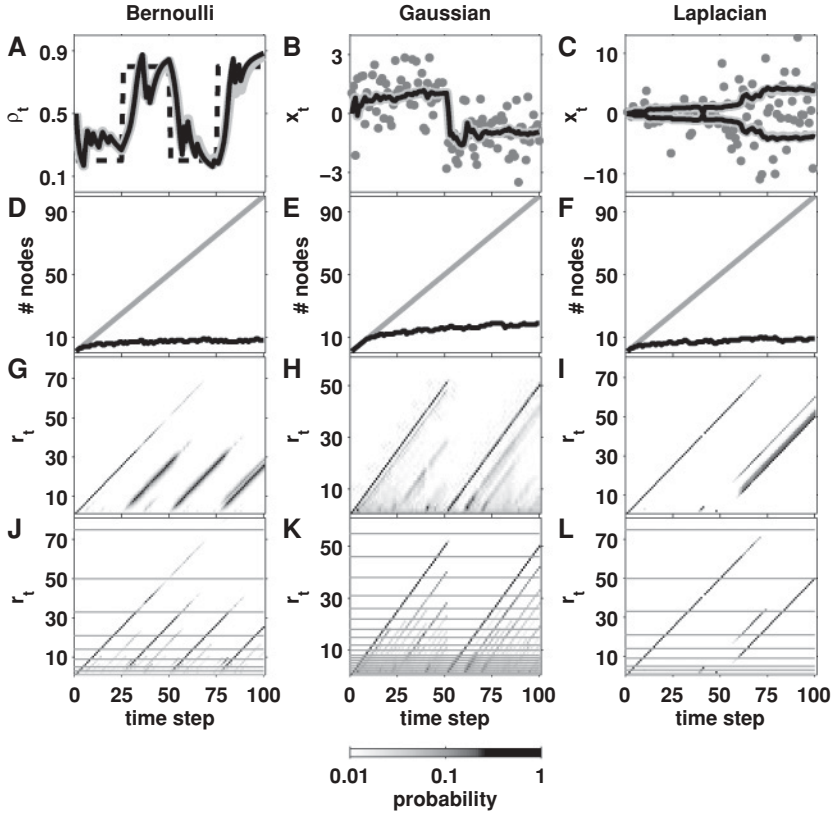 Bernoulli Gaussian Laplacian
A B C
0.9 3 10
ρt xt xt
0.5 0 0
0.1 −3 −10
D E F
90 90 90
# nodes # nodes # nodes
50 50 50
10 10 10
G H I
70 50 70
50 50
rt rt rt
30 30 30
10 10 10
J K L
70 50 70
50 50
rt rt rt
30 30 30
10 10 10
0 25 50 75 100 0 25 50 75 100 0 25 50 75 100
time step time step time step
0.01 0.1 1
probability